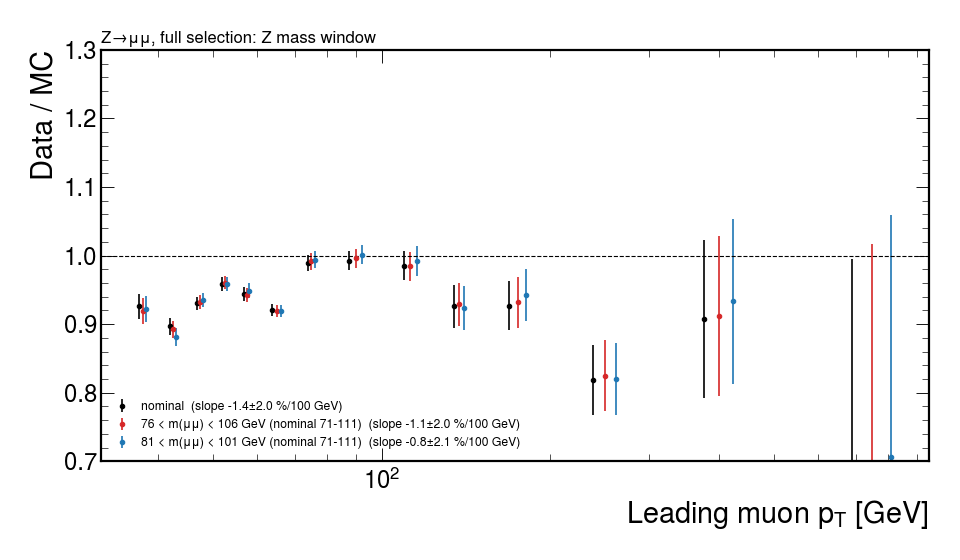 Z→μμ, full selection: Z mass window
Data / MC
1.3
1.2
1.1
1.0
0.9
0.8
0.7
nominal (slope -1.4±2.0 %/100 GeV)
76 < m(μμ) < 106 GeV (nominal 71-111) (slope -1.1±2.0 %/100 GeV)
81 < m(μμ) < 101 GeV (nominal 71-111) (slope -0.8±2.1 %/100 GeV)
10²
Leading muon p_T [GeV]